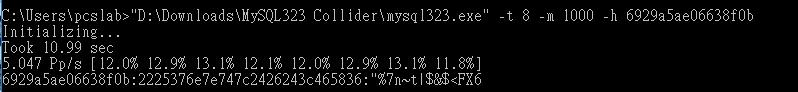 C:\Users\pcslab>"D:\Downloads\MySQL323 Collider\mysql323.exe" -t 8 -m 1000 -h 6929a5ae06638f0b
Initializing...
Took 10.99 sec
5.047 Pp/s [12.0% 12.9% 13.1% 12.1% 12.0% 12.9% 13.1% 11.8%]
6929a5ae06638f0b:2225376e7e747c2426243c465836:"%7n~t|$&$<FX6